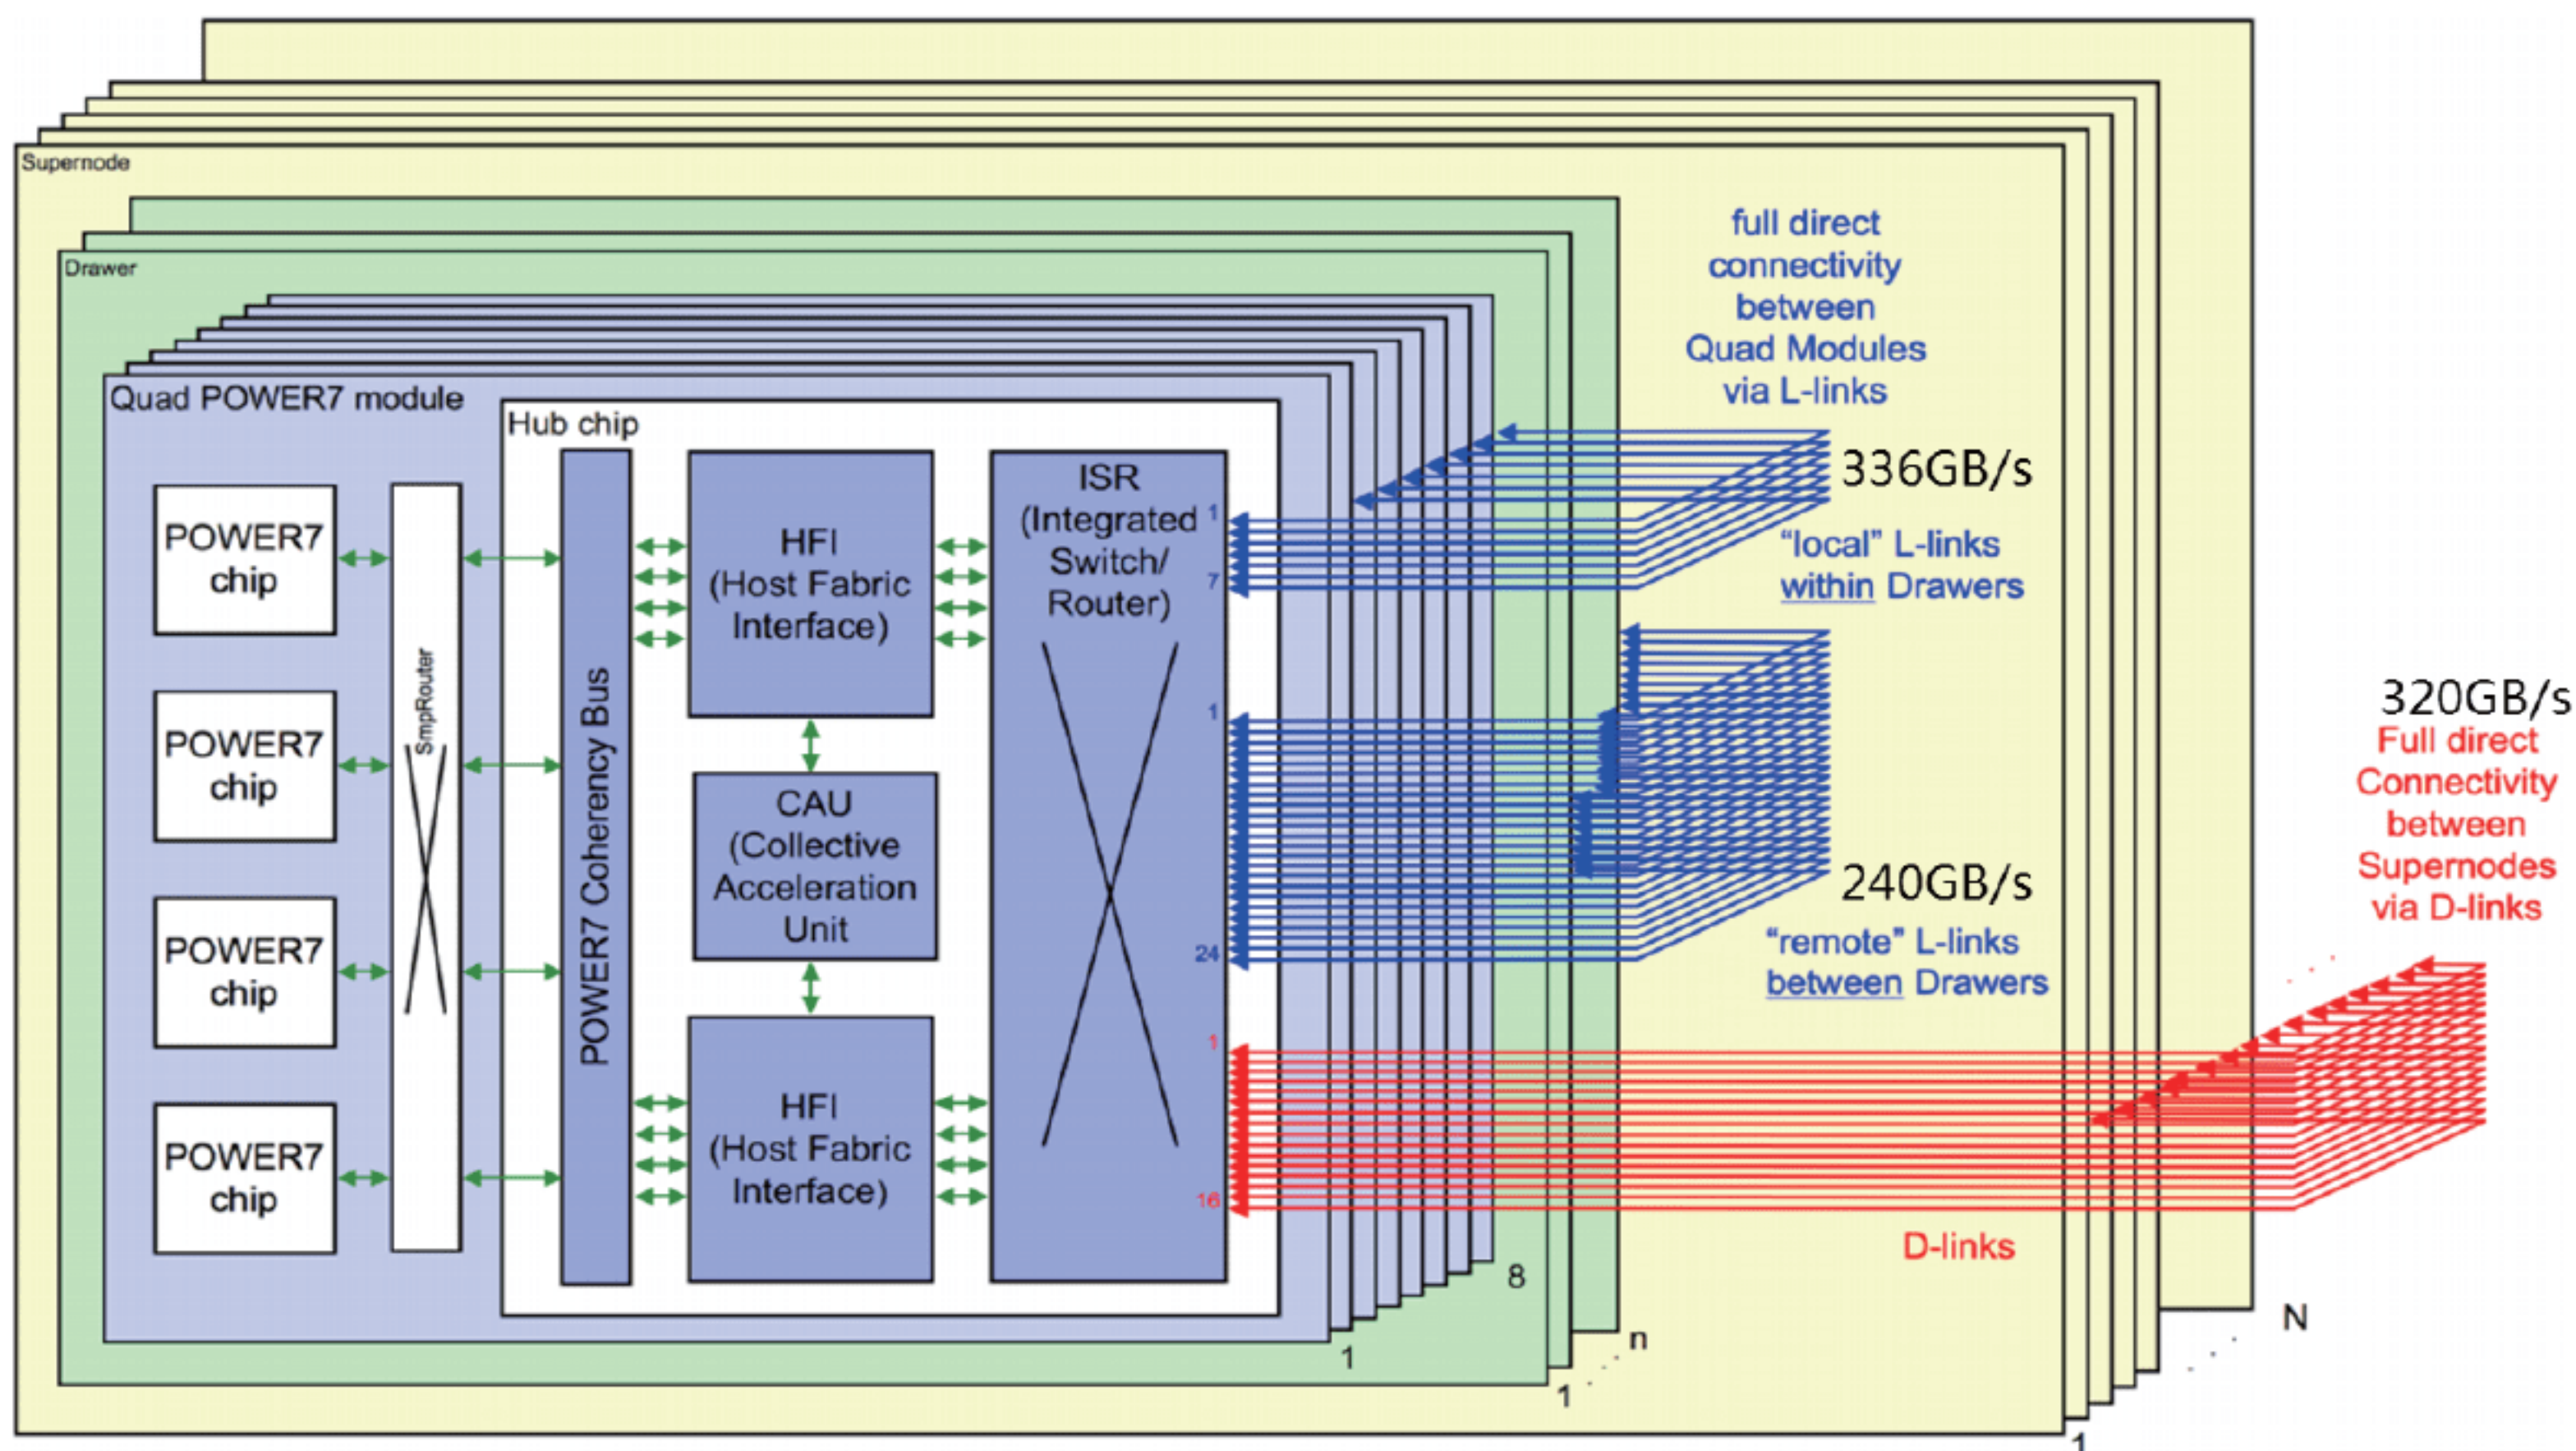 Supernode
Drawer
Quad POWER7 module
Hub chip
POWER7
chip
POWER7
chip
POWER7
chip
POWER7
chip
SmpRouter
POWER7 Coherency Bus
HFI
(Host Fabric
Interface)
CAU
(Collective
Acceleration
Unit
HFI
(Host Fabric
Interface)
ISR
(Integrated
Switch/
Router)
1
7
1
24
1
16
full direct
connectivity
between
Quad Modules
via L-links
336GB/s
“local” L-links
within Drawers
240GB/s
“remote” L-links
between Drawers
320GB/s
Full direct
Connectivity
between
Supernodes
via D-links
D-links
8
1
n
1
N
1